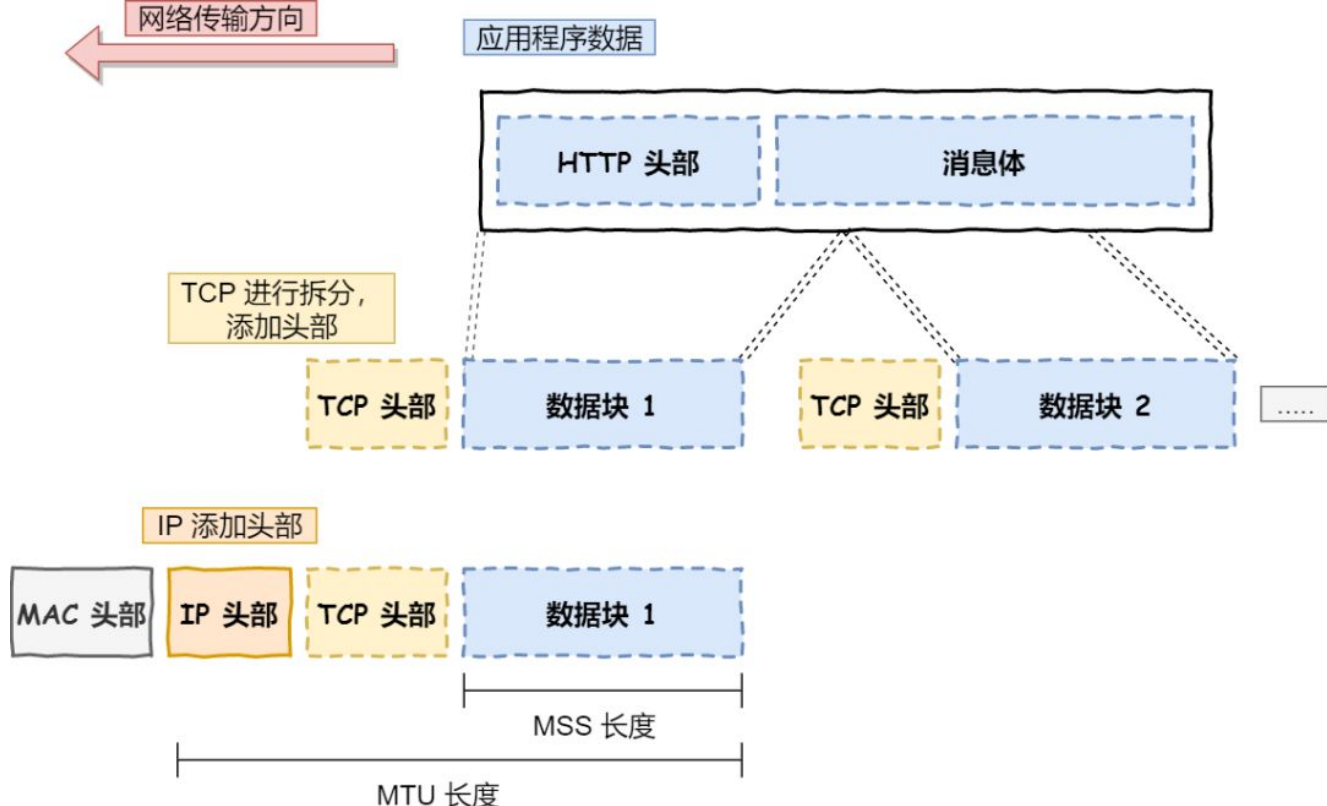 网络传输方向
应用程序数据
HTTP 头部
消息体
TCP 进行拆分，
添加头部
TCP 头部
数据块 1
TCP 头部
数据块 2
.....
IP 添加头部
MAC 头部
IP 头部
TCP 头部
数据块 1
MSS 长度
MTU 长度